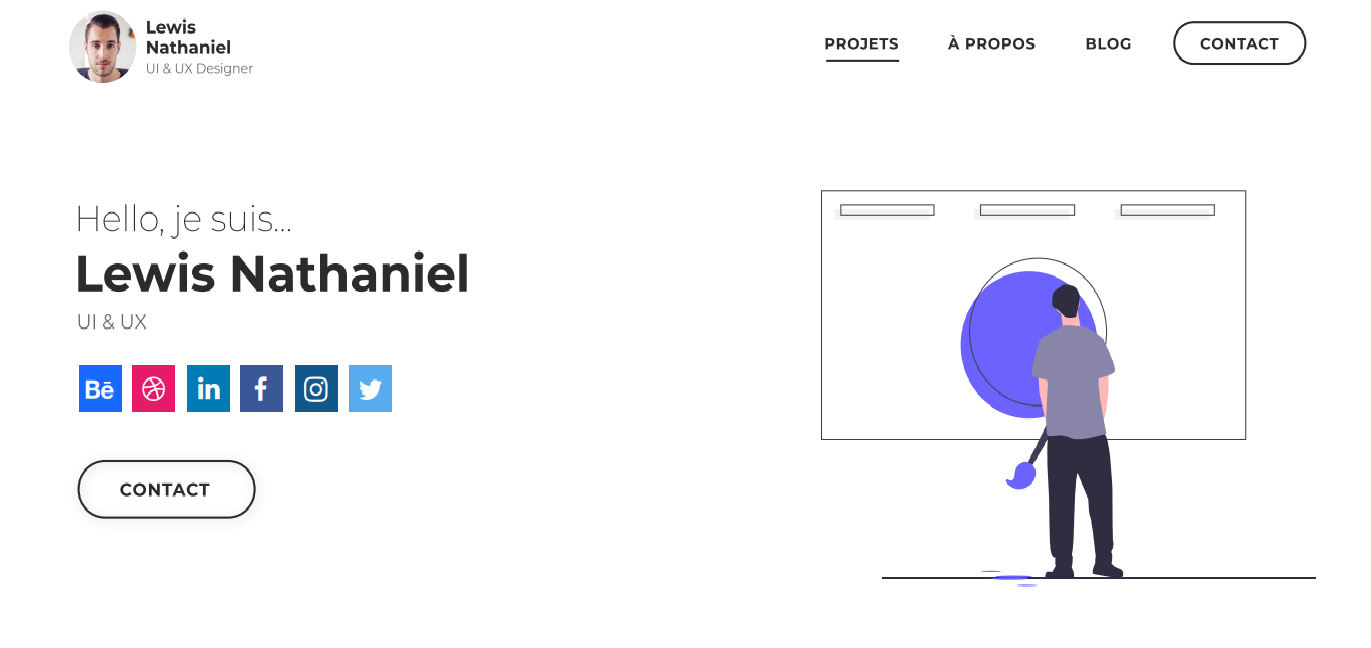 Lewis
Nathaniel
UI & UX Designer
PROJETS
À PROPOS
BLOG
CONTACT
Hello, je suis...
Lewis Nathaniel
UI & UX
Bē
in
f
CONTACT